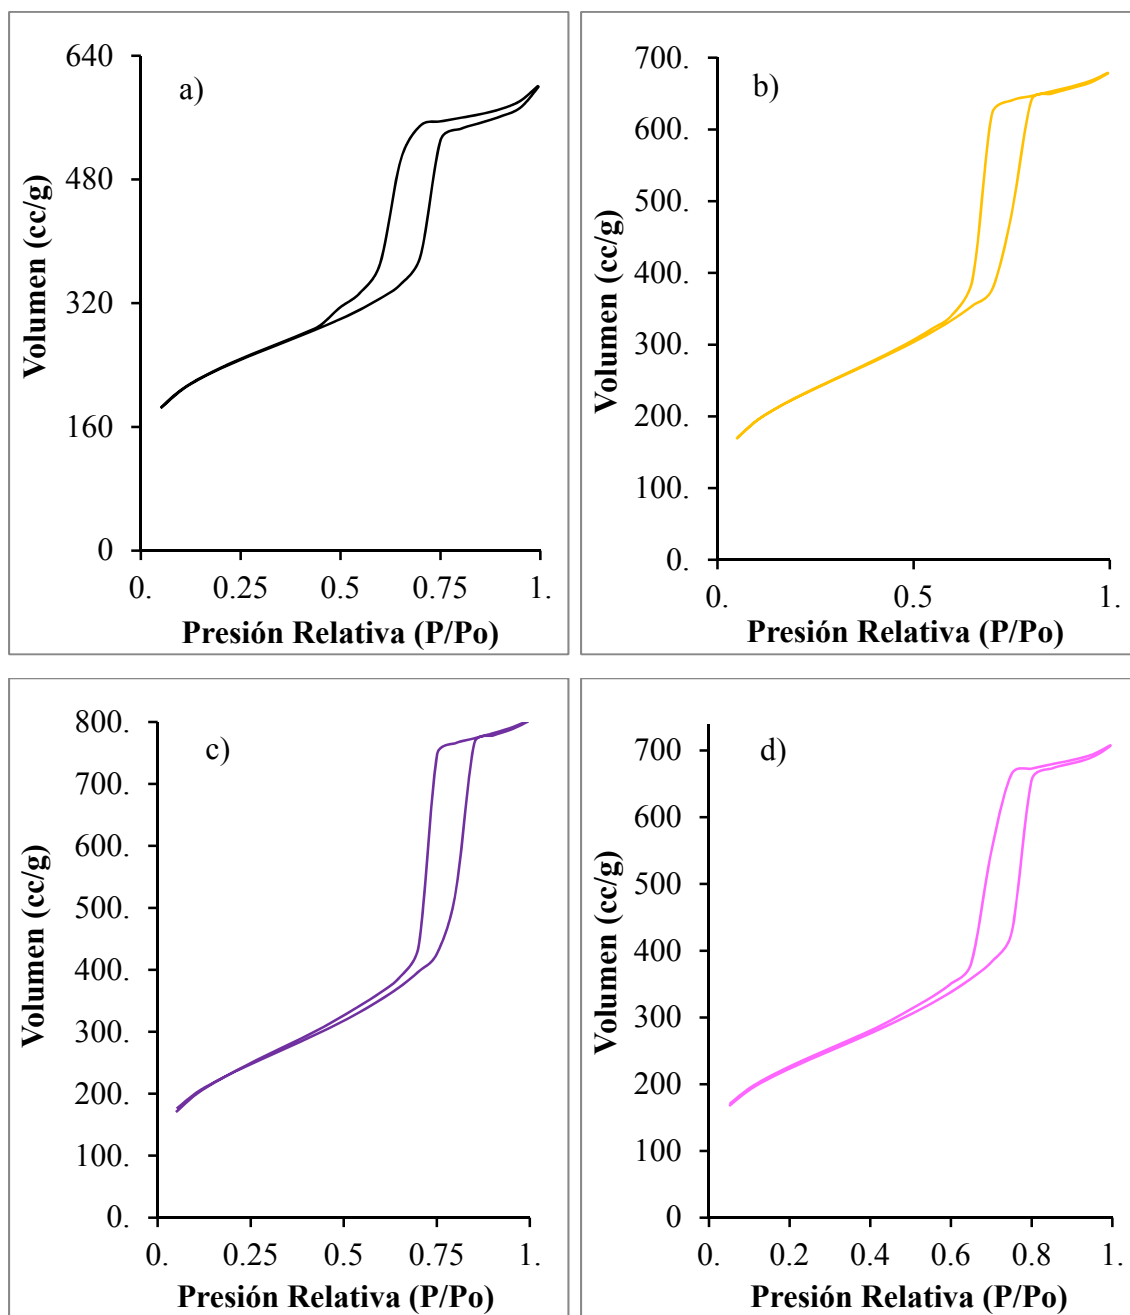 a)
640
480
320
160
0
Volumen (cc/g)
0. 0.25 0.5 0.75 1.
Presión Relativa (P/Po)
b)
700.
600.
500.
400.
300.
200.
100.
0.
Volumen (cc/g)
0. 0.5 1.
Presión Relativa (P/Po)
c)
800.
700.
600.
500.
400.
300.
200.
100.
0.
Volumen (cc/g)
0. 0.25 0.5 0.75 1.
Presión Relativa (P/Po)
d)
700
600
500
400
300
200
100
0
Volumen (cc/g)
0. 0.2 0.4 0.6 0.8 1.
Presión Relativa (P/Po)